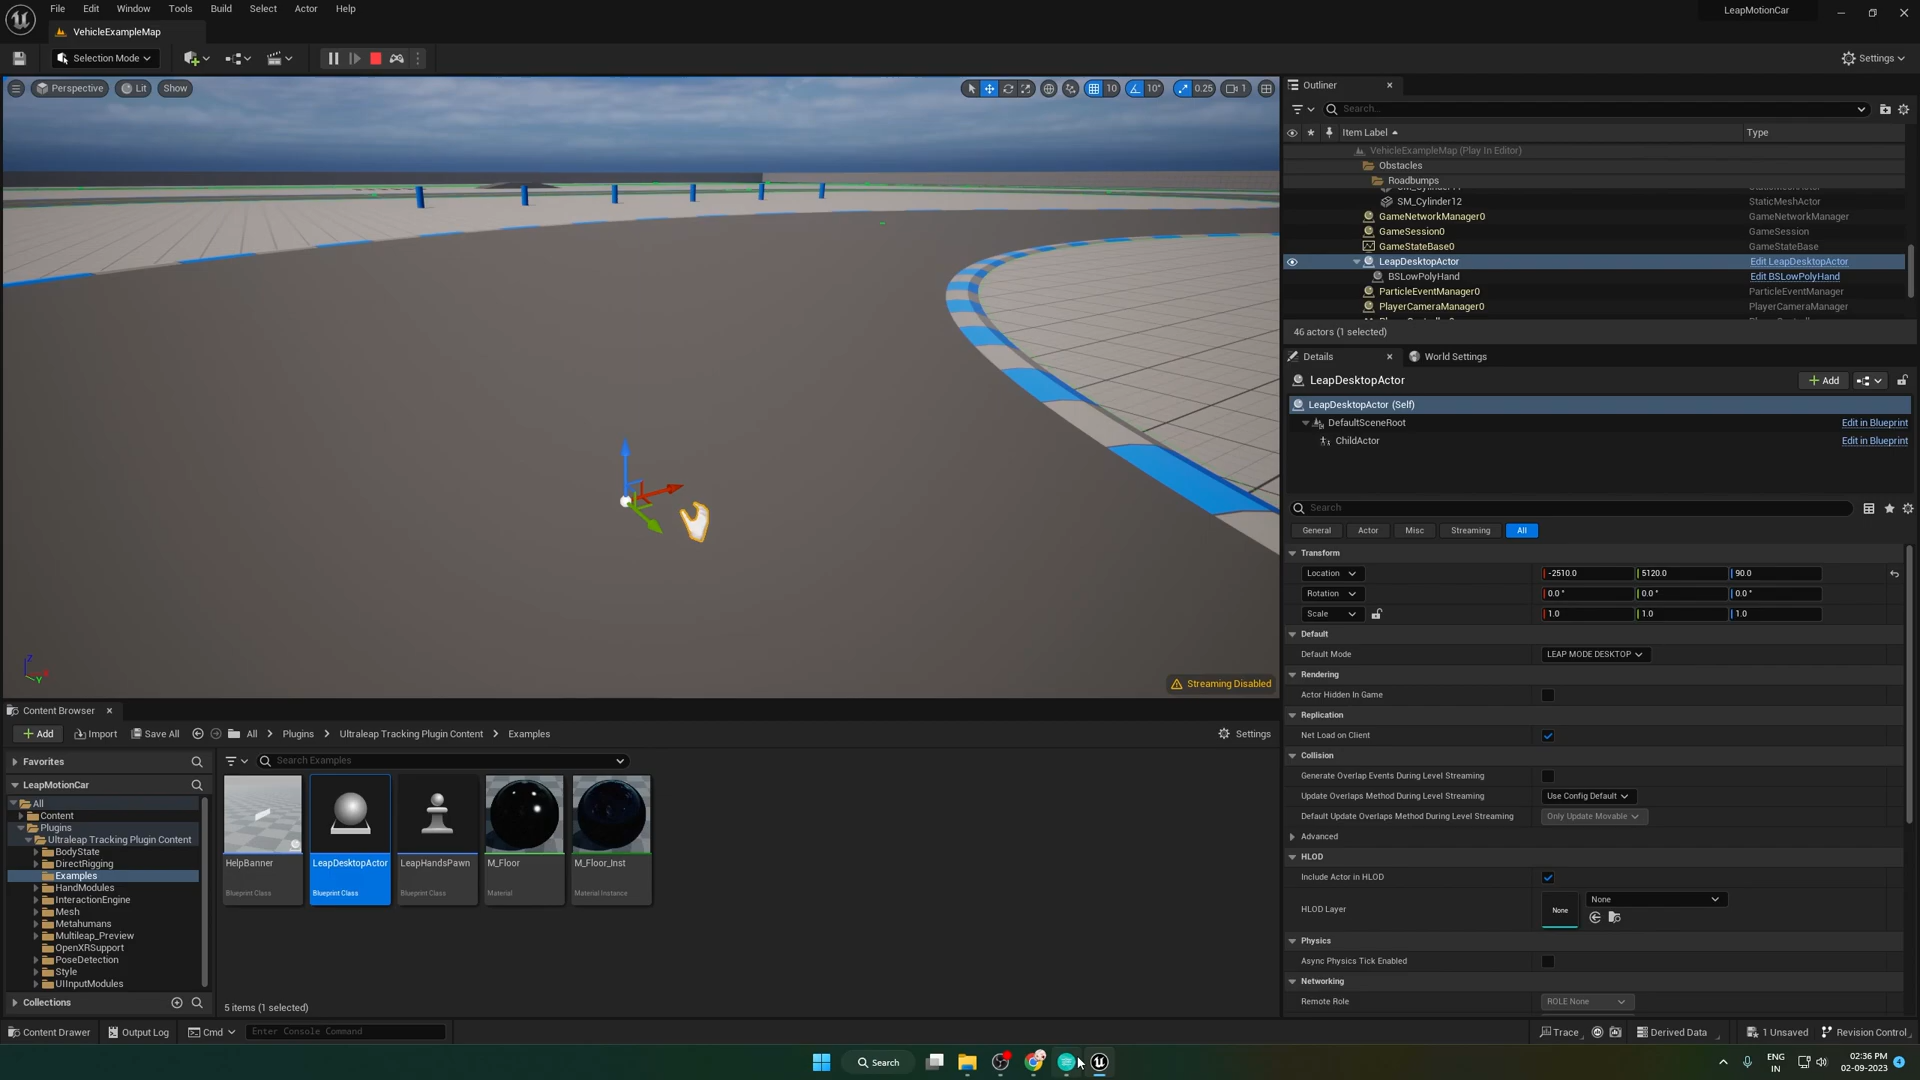 File Edit Window Tools Build Select Actor Help
LeapMotionCar
VehicleExampleMap
Selection Mode
Settings
Perspective Lit Show
10 10° 0.25 1
Outliner
Search...
Item Label Type
VehicleExampleMap (Play In Editor)
Obstacles
Roadbumps
StaticMeshActor
SM_Cylinder12 StaticMeshActor
GameNetworkManager0 GameNetworkManager
GameSession0 GameSession
GameStateBase0 GameStateBase
LeapDesktopActor Edit LeapDesktopActor
BSLowPolyHand Edit BSLowPolyHand
ParticleEventManager0 ParticleEventManager
PlayerCameraManager0 PlayerCameraManager
46 actors (1 selected)
Details World Settings
LeapDesktopActor
Add
LeapDesktopActor (Self)
DefaultSceneRoot Edit in Blueprint
ChildActor Edit in Blueprint
Search
General Actor Misc Streaming All
Transform
Location -2510.0 5120.0 90.0
Rotation 0.0 ° 0.0 ° 0.0 °
Scale 1.0 1.0 1.0
Default
Default Mode LEAP MODE DESKTOP
Rendering
Actor Hidden In Game
Replication
Net Load on Client
Collision
Generate Overlap Events During Level Streaming
Update Overlaps Method During Level Streaming Use Config Default
Default Update Overlaps Method During Level Streaming Only Update Movable
Advanced
HLOD
Include Actor in HLOD
HLOD Layer None None
Physics
Async Physics Tick Enabled
Networking
Remote Role ROLE None
Z
X
Y
Streaming Disabled
Content Browser
Add Import Save All All > Plugins > Ultraleap Tracking Plugin Content > Examples Settings
Favorites
Search Examples
LeapMotionCar
All
Content
Plugins
Ultraleap Tracking Plugin Content
BodyState
DirectRigging
Examples
HandModules
InteractionEngine
Mesh
Metahumans
Multileap_Preview
OpenXRSupport
PoseDetection
Style
UIInputModules
Collections
HelpBanner
Blueprint Class
LeapDesktopActor
Blueprint Class
LeapHandsPawn
Blueprint Class
M_Floor
Material
M_Floor_Inst
Material Instance
5 items (1 selected)
Content Drawer Output Log Cmd Enter Console Command Trace Derived Data 1 Unsaved Revision Control
Search
ENG
IN
02:36 PM
02-09-2023
4